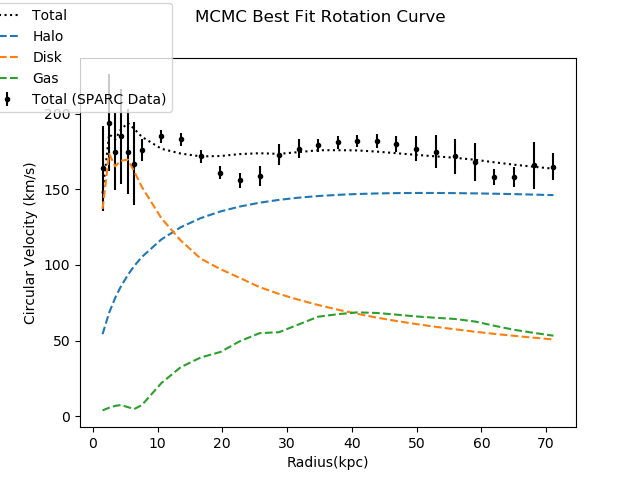 MCMC Best Fit Rotation Curve
Total
Halo
Disk
Gas
Total (SPARC Data)
200
150
100
50
0
Circular Velocity (km/s)
0 10 20 30 40 50 60 70
Radius(kpc)